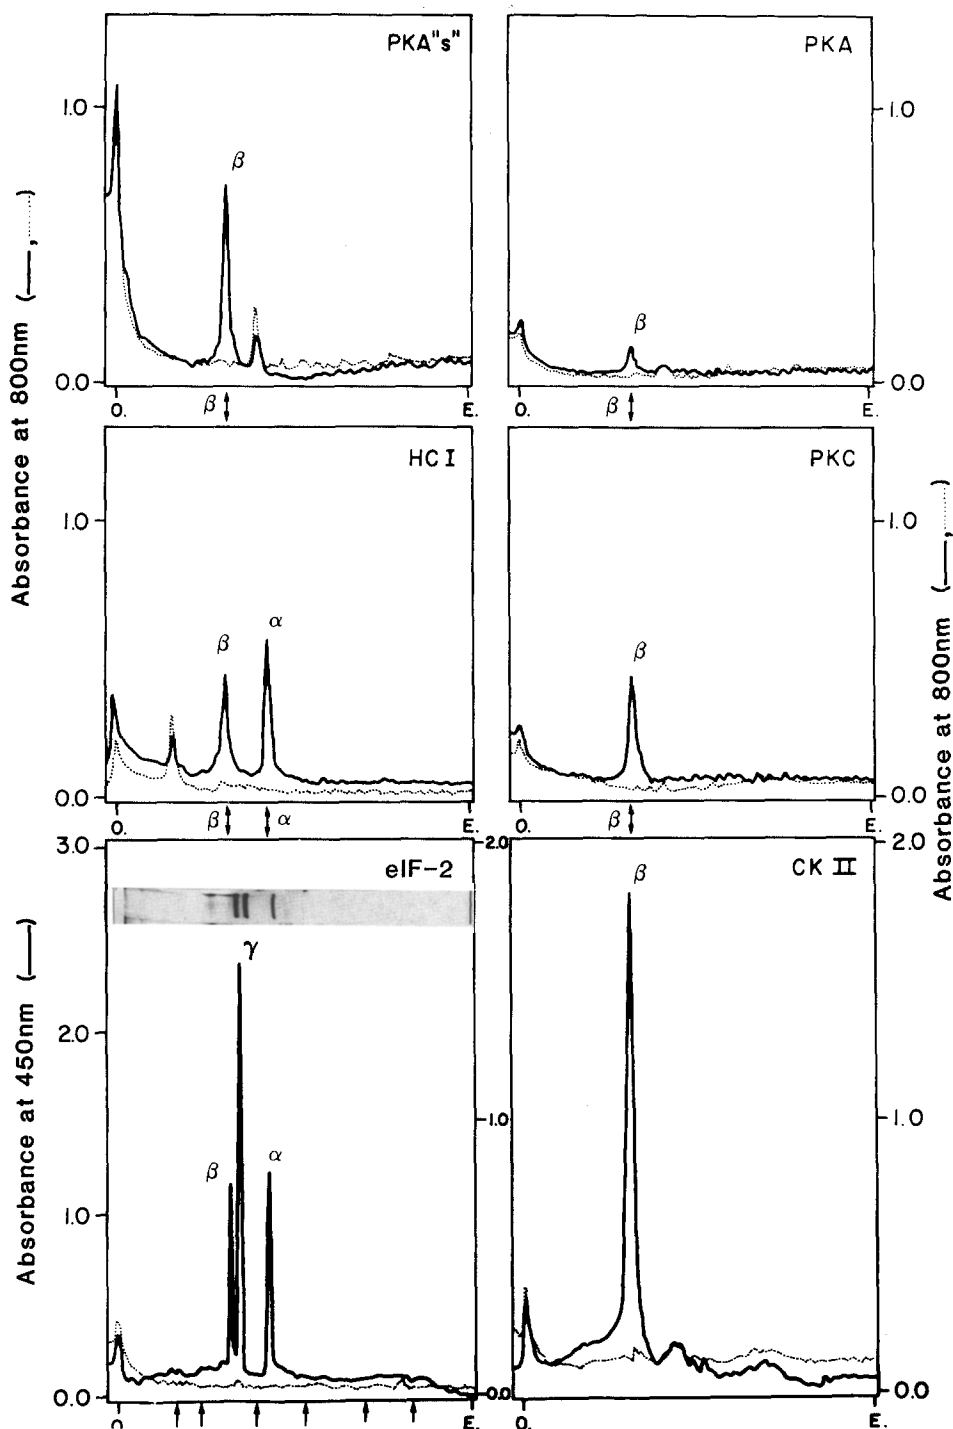 PKA"s"
1.0
β
0.0
O.
E.
PKA
1.0
β
0.0
O.
E.
β
β
HC I
1.0
β
α
0.0
O.
E.
PKC
1.0
β
0.0
O.
E.
β
α
β
Absorbance at 800nm (—, ⋯)
Absorbance at 800nm (—, ⋯)
eIF-2
3.0
γ
2.0
β
α
1.0
0.0
2.0
1.0
0.0
O
E.
Absorbance at 450nm (—)
CK II
2.0
β
1.0
0.0
O.
E.